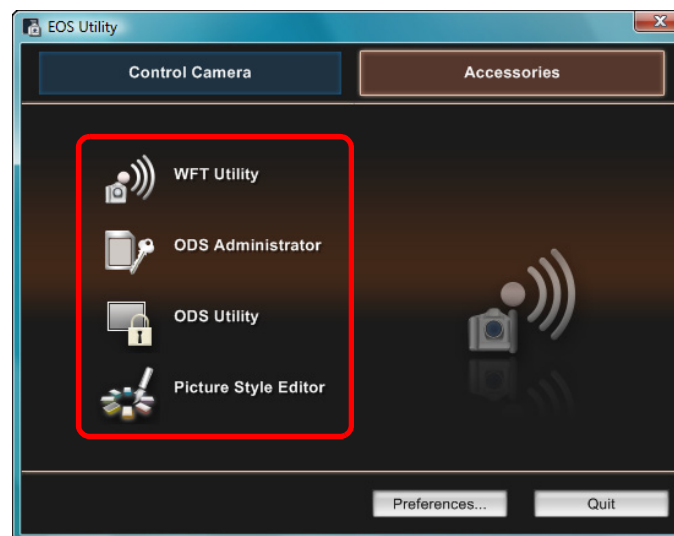 EOS Utility
Control Camera
Accessories
WFT Utility
ODS Administrator
ODS Utility
Picture Style Editor
Preferences...
Quit